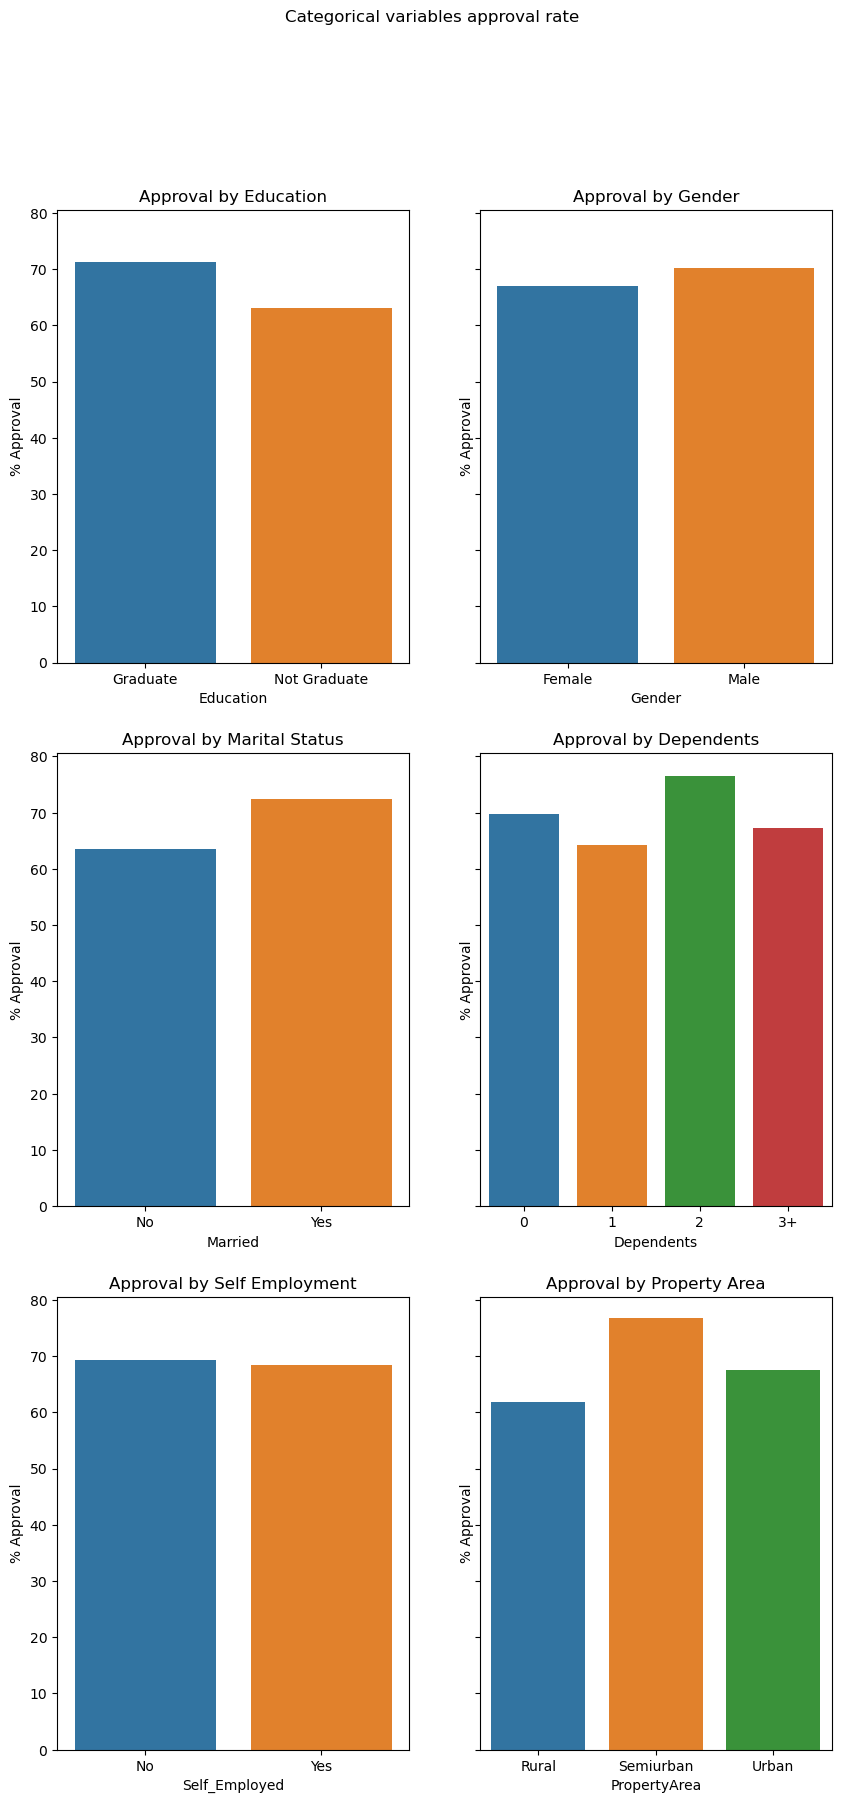 Categorical variables approval rate
Approval by Education
80
70
60
50
40
30
20
10
0
% Approval
Graduate Not Graduate
Education
Approval by Gender
% Approval
Female Male
Gender
Approval by Marital Status
80
70
60
50
40
30
20
10
0
% Approval
No Yes
Married
Approval by Dependents
% Approval
0 1 2 3+
Dependents
Approval by Self Employment
80
70
60
50
40
30
20
10
0
% Approval
No Yes
Self_Employed
Approval by Property Area
% Approval
Rural Semiurban Urban
PropertyArea